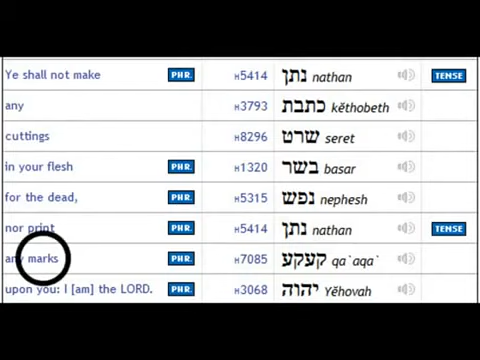 Ye shall not make PHR. H5414 נתן nathan TENSE
any H3793 כתבת kĕthobeth
cuttings H8296 שרט seret
in your flesh PHR. H1320 בשר basar
for the dead, PHR. H5315 נפש nephesh
nor print PHR. H5414 נתן nathan TENSE
any marks PHR. H7085 קעקע qa`aqa`
upon you: I [am] the LORD. PHR. H3068 יהוה Yĕhovah